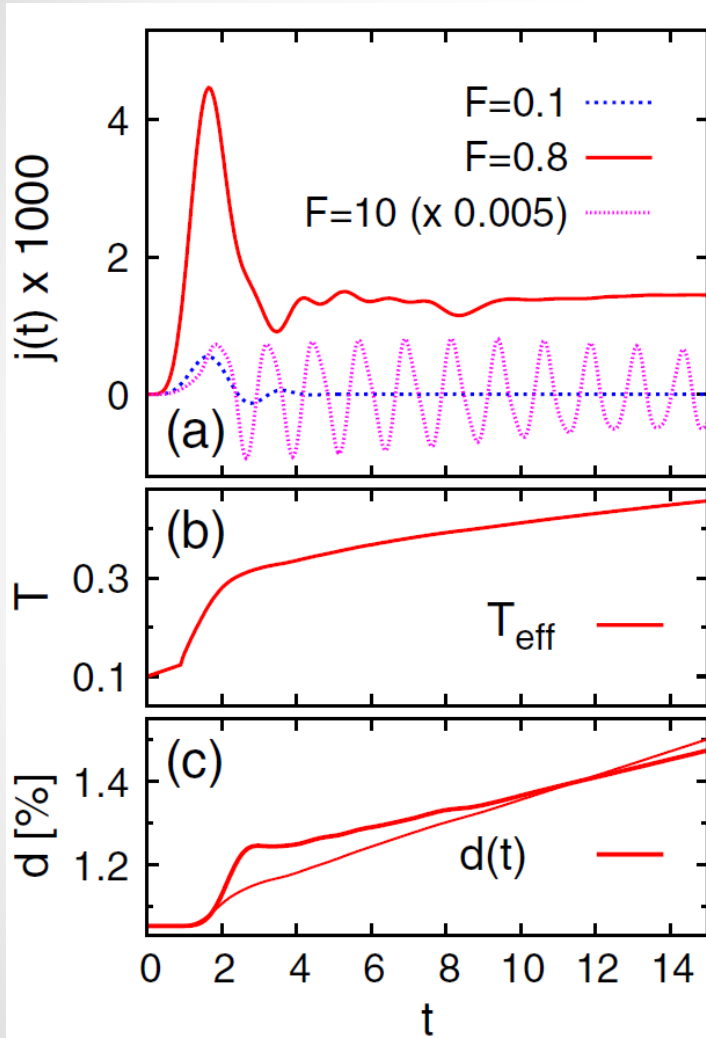 j(t) x 1000
4
2
0
F=0.1
F=0.8
F=10 (x 0.005)
(a)
T
0.3
0.1
(b)
T_eff
d [%]
1.4
1.2
(c)
d(t)
0 2 4 6 8 10 12 14
t